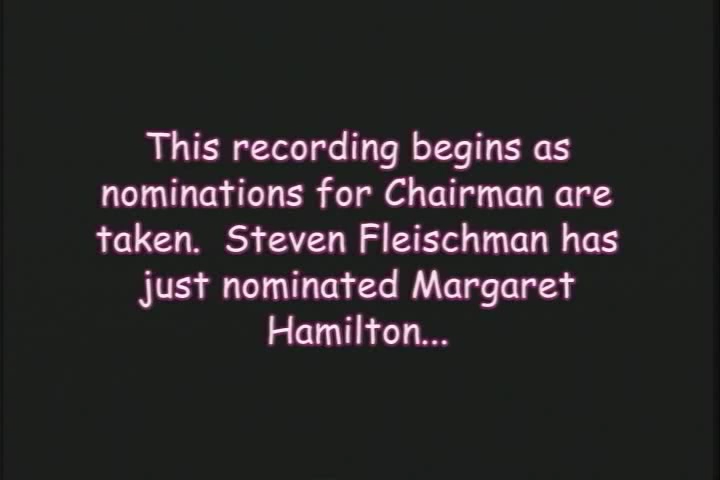 This recording begins as
nominations for Chairman are
taken.  Steven Fleischman has
just nominated Margaret
Hamilton...